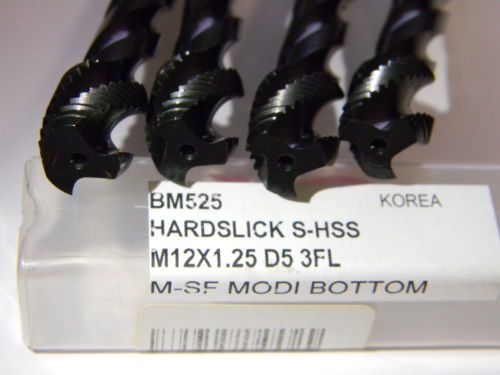 BM525 KOREA
HARDSLICK S-HSS
M12X1.25 D5 3FL
M-SF MODI BOTTOM